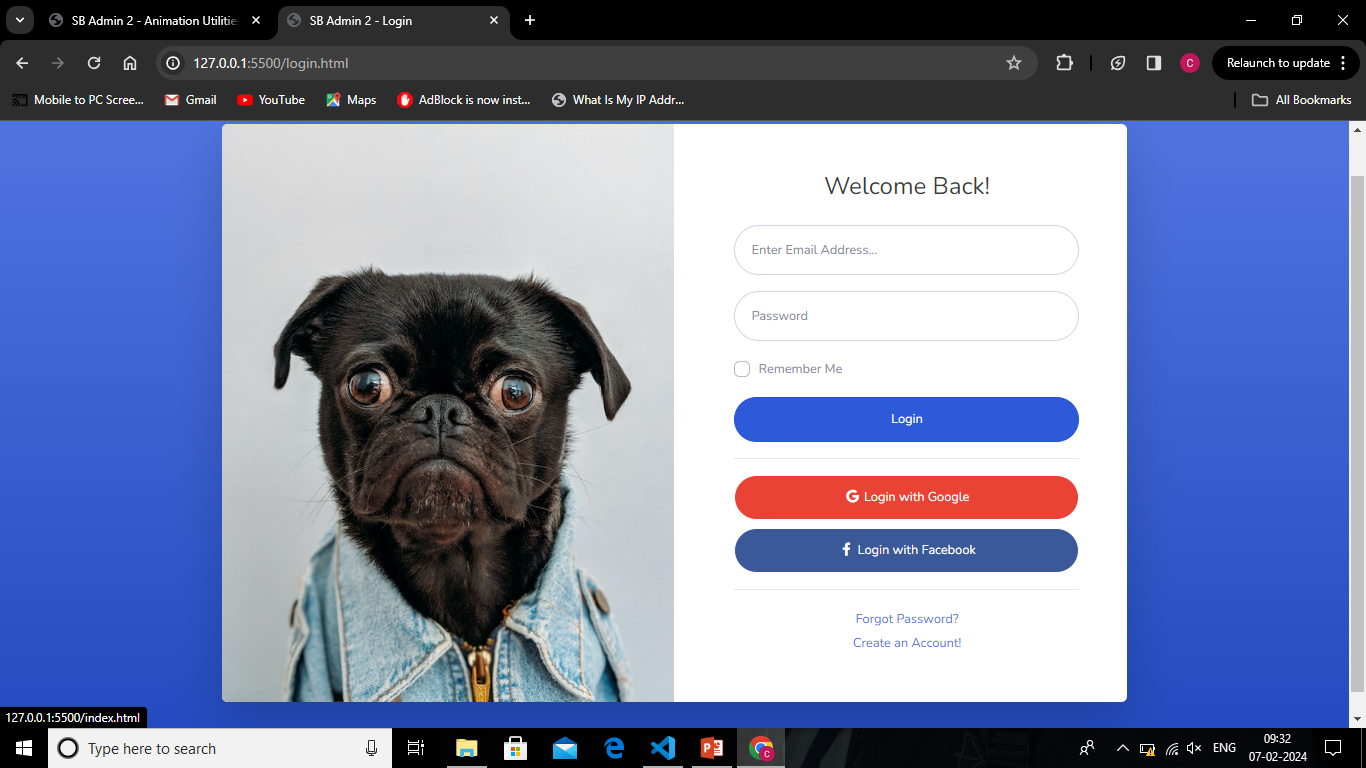 SB Admin 2 - Animation Utilities
SB Admin 2 - Login
127.0.0.1:5500/login.html
C
Relaunch to update
Mobile to PC Scree...
Gmail
YouTube
Maps
AdBlock is now inst...
What Is My IP Addr...
All Bookmarks
Welcome Back!
Enter Email Address...
Password
Remember Me
Login
G Login with Google
f Login with Facebook
Forgot Password?
Create an Account!
127.0.0.1:5500/index.html
Type here to search
ENG
09:32
07-02-2024